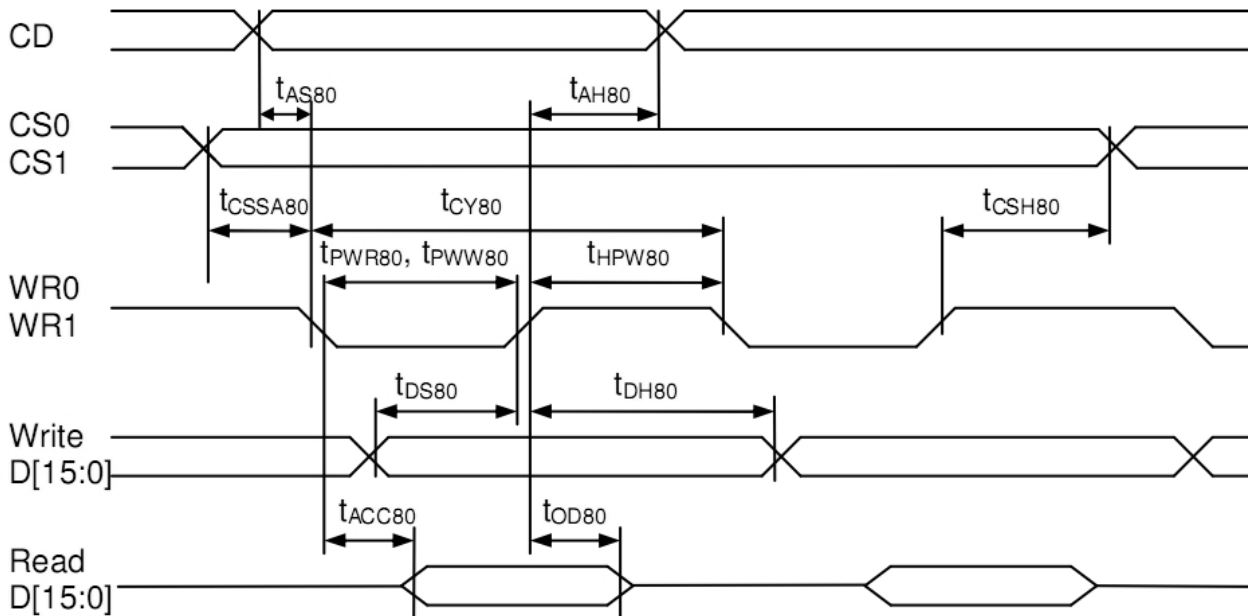 CD
tAS80
tAH80
CS0
CS1
tCSSA80
tCY80
tCSH80
tPWR80, tPWW80
tHPW80
WR0
WR1
tDS80
tDH80
Write
D[15:0]
tACC80
tOD80
Read
D[15:0]